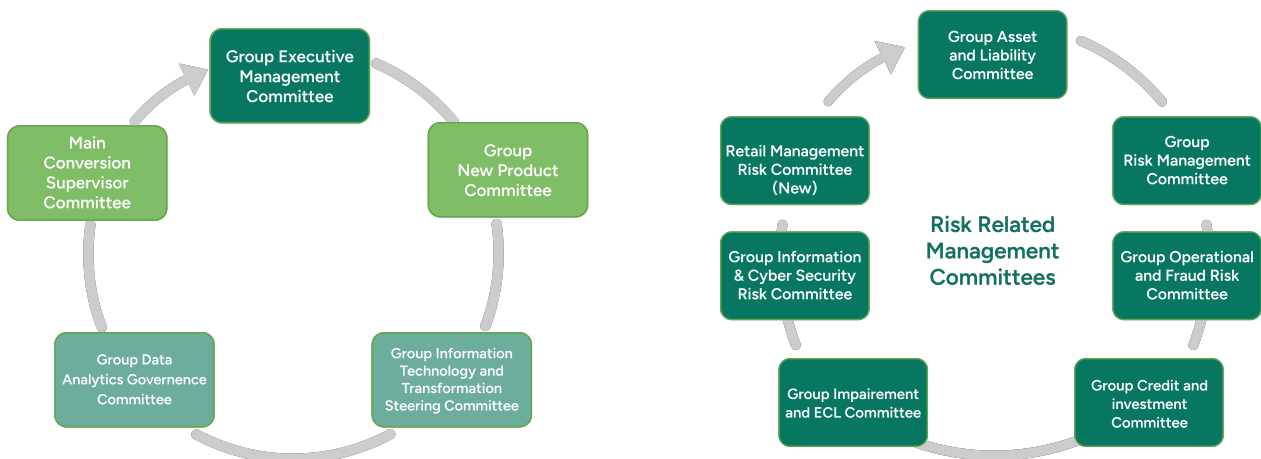 Group Executive
Management
Committee
Group
New Product
Committee
Group Information
Technology and
Transformation
Steering Committee
Group Data
Analytics Governence
Committee
Main
Conversion
Supervisor
Committee
Risk Related
Management
Committees
Group Asset
and Liability
Committee
Group
Risk Management
Committee
Group Operational
and Fraud Risk
Committee
Group Credit and
investment
Committee
Group Impairement
and ECL Committee
Group Information
& Cyber Security
Risk Committee
Retail Management
Risk Committee
(New)